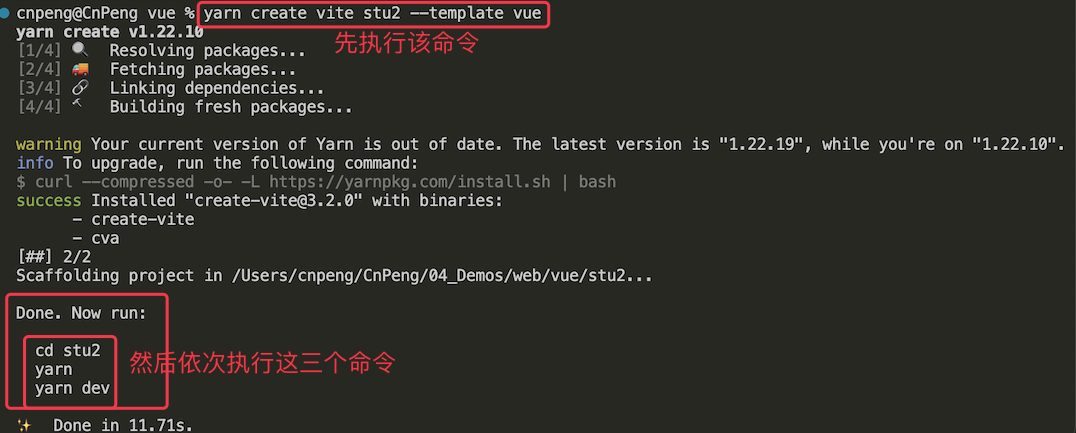 cnpeng@CnPeng vue % yarn create vite stu2 --template vue
yarn create v1.22.10
先执行该命令
[1/4] 🔍 Resolving packages...
[2/4] 🚚 Fetching packages...
[3/4] 🔗 Linking dependencies...
[4/4] 🔨 Building fresh packages...
warning Your current version of Yarn is out of date. The latest version is "1.22.19", while you're on "1.22.10".
info To upgrade, run the following command:
$ curl --compressed -o- -L https://yarnpkg.com/install.sh | bash
success Installed "create-vite@3.2.0" with binaries:
- create-vite
- cva
[##] 2/2
Scaffolding project in /Users/cnpeng/CnPeng/04_Demos/web/vue/stu2...
Done. Now run:
cd stu2
然后依次执行这三个命令
yarn
yarn dev
✨ Done in 11.71s.